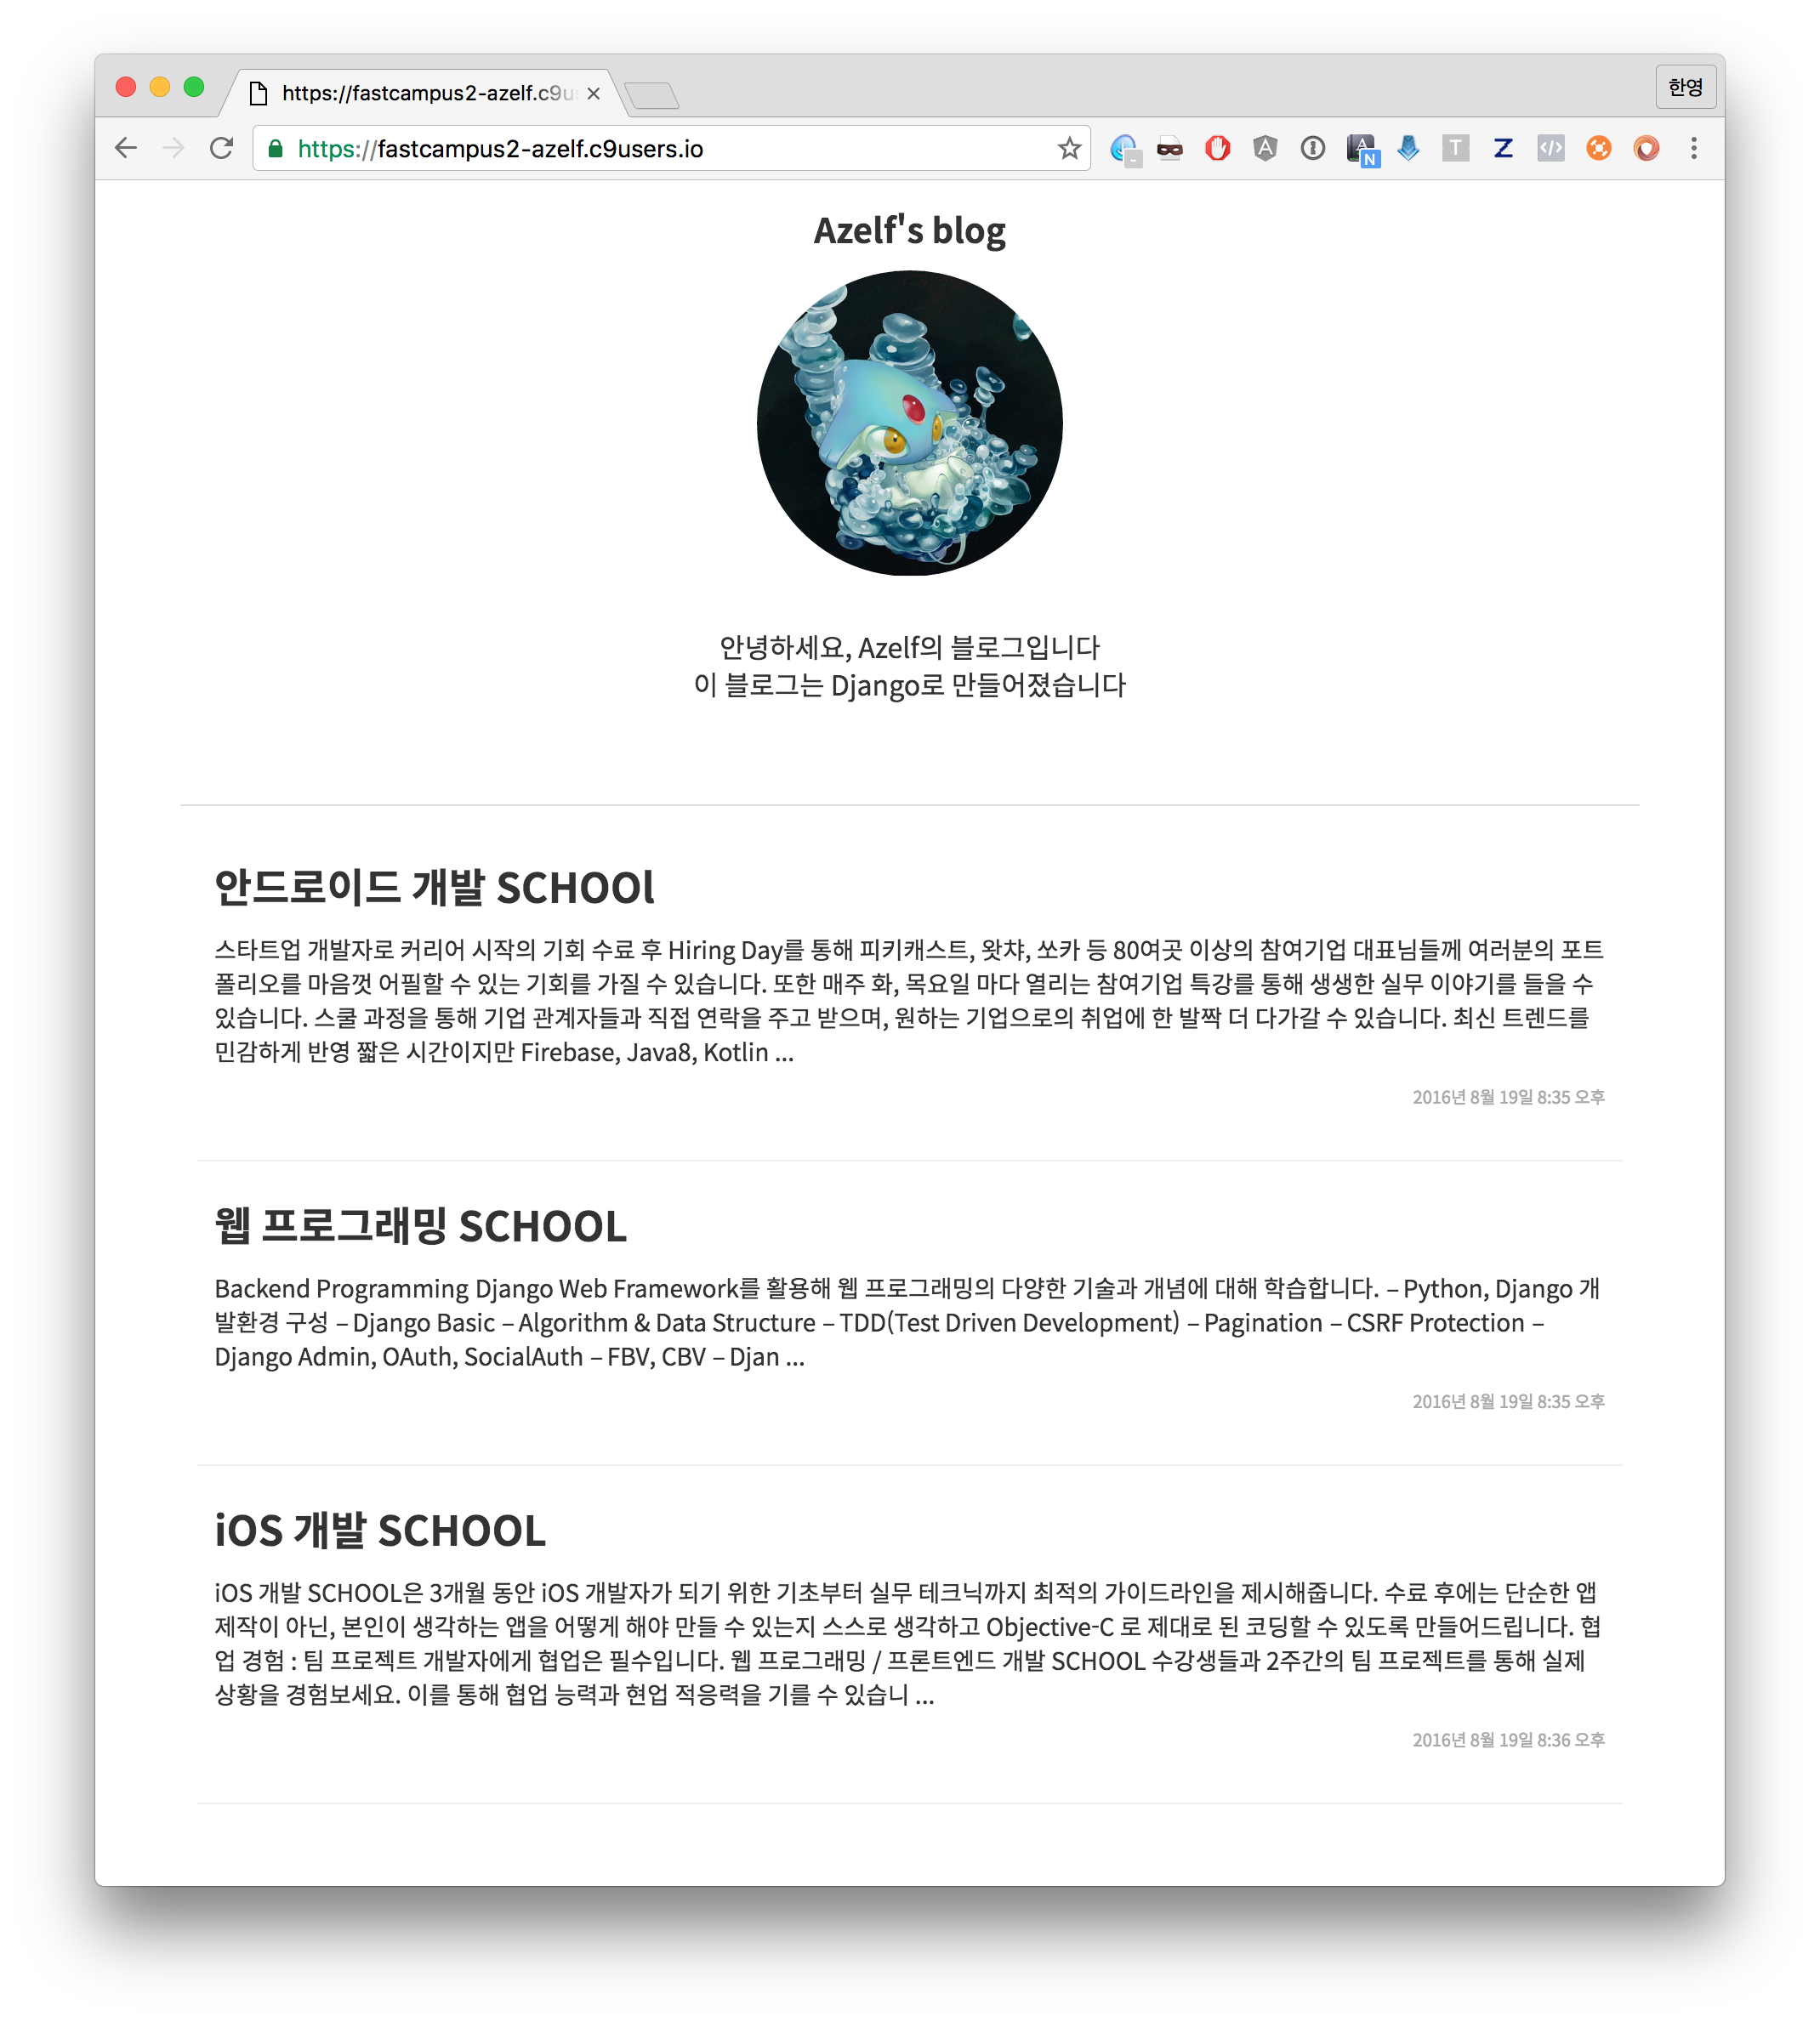 https://fastcampus2-azelf.c9us
한영
https://fastcampus2-azelf.c9users.io
Azelf's blog
안녕하세요, Azelf의 블로그입니다
이 블로그는 Django로 만들어졌습니다
안드로이드 개발 SCHOOl
스타트업 개발자로 커리어 시작의 기회 수료 후 Hiring Day를 통해 피키캐스트, 왓챠, 쏘카 등 80여곳 이상의 참여기업 대표님들께 여러분의 포트
폴리오를 마음껏 어필할 수 있는 기회를 가질 수 있습니다. 또한 매주 화, 목요일 마다 열리는 참여기업 특강를 통해 생생한 실무 이야기를 들을 수
있습니다. 스쿨 과정을 통해 기업 관계자들과 직접 연락을 주고 받으며, 원하는 기업으로의 취업에 한 발짝 더 다가갈 수 있습니다. 최신 트렌드를
민감하게 반영 짧은 시간이지만 Firebase, Java8, Kotlin ...
2016년 8월 19일 8:35 오후
웹 프로그래밍 SCHOOL
Backend Programming Django Web Framework를 활용해 웹 프로그래밍의 다양한 기술과 개념에 대해 학습합니다. – Python, Django 개
발환경 구성 – Django Basic – Algorithm & Data Structure – TDD(Test Driven Development) – Pagination – CSRF Protection –
Django Admin, OAuth, SocialAuth – FBV, CBV – Djan ...
2016년 8월 19일 8:35 오후
iOS 개발 SCHOOL
iOS 개발 SCHOOL은 3개월 동안 iOS 개발자가 되기 위한 기초부터 실무 테크닉까지 최적의 가이드라인을 제시해줍니다. 수료 후에는 단순한 앱
제작이 아닌, 본인이 생각하는 앱을 어떻게 해야 만들 수 있는지 스스로 생각하고 Objective-C 로 제대로 된 코딩할 수 있도록 만들어드립니다. 협
업 경험 : 팀 프로젝트 개발자에게 협업은 필수입니다. 웹 프로그래밍 / 프론트엔드 개발 SCHOOL 수강생들과 2주간의 팀 프로젝트를 통해 실제
상황을 경험보세요. 이를 통해 협업 능력과 현업 적응력을 기를 수 있습니 ...
2016년 8월 19일 8:36 오후